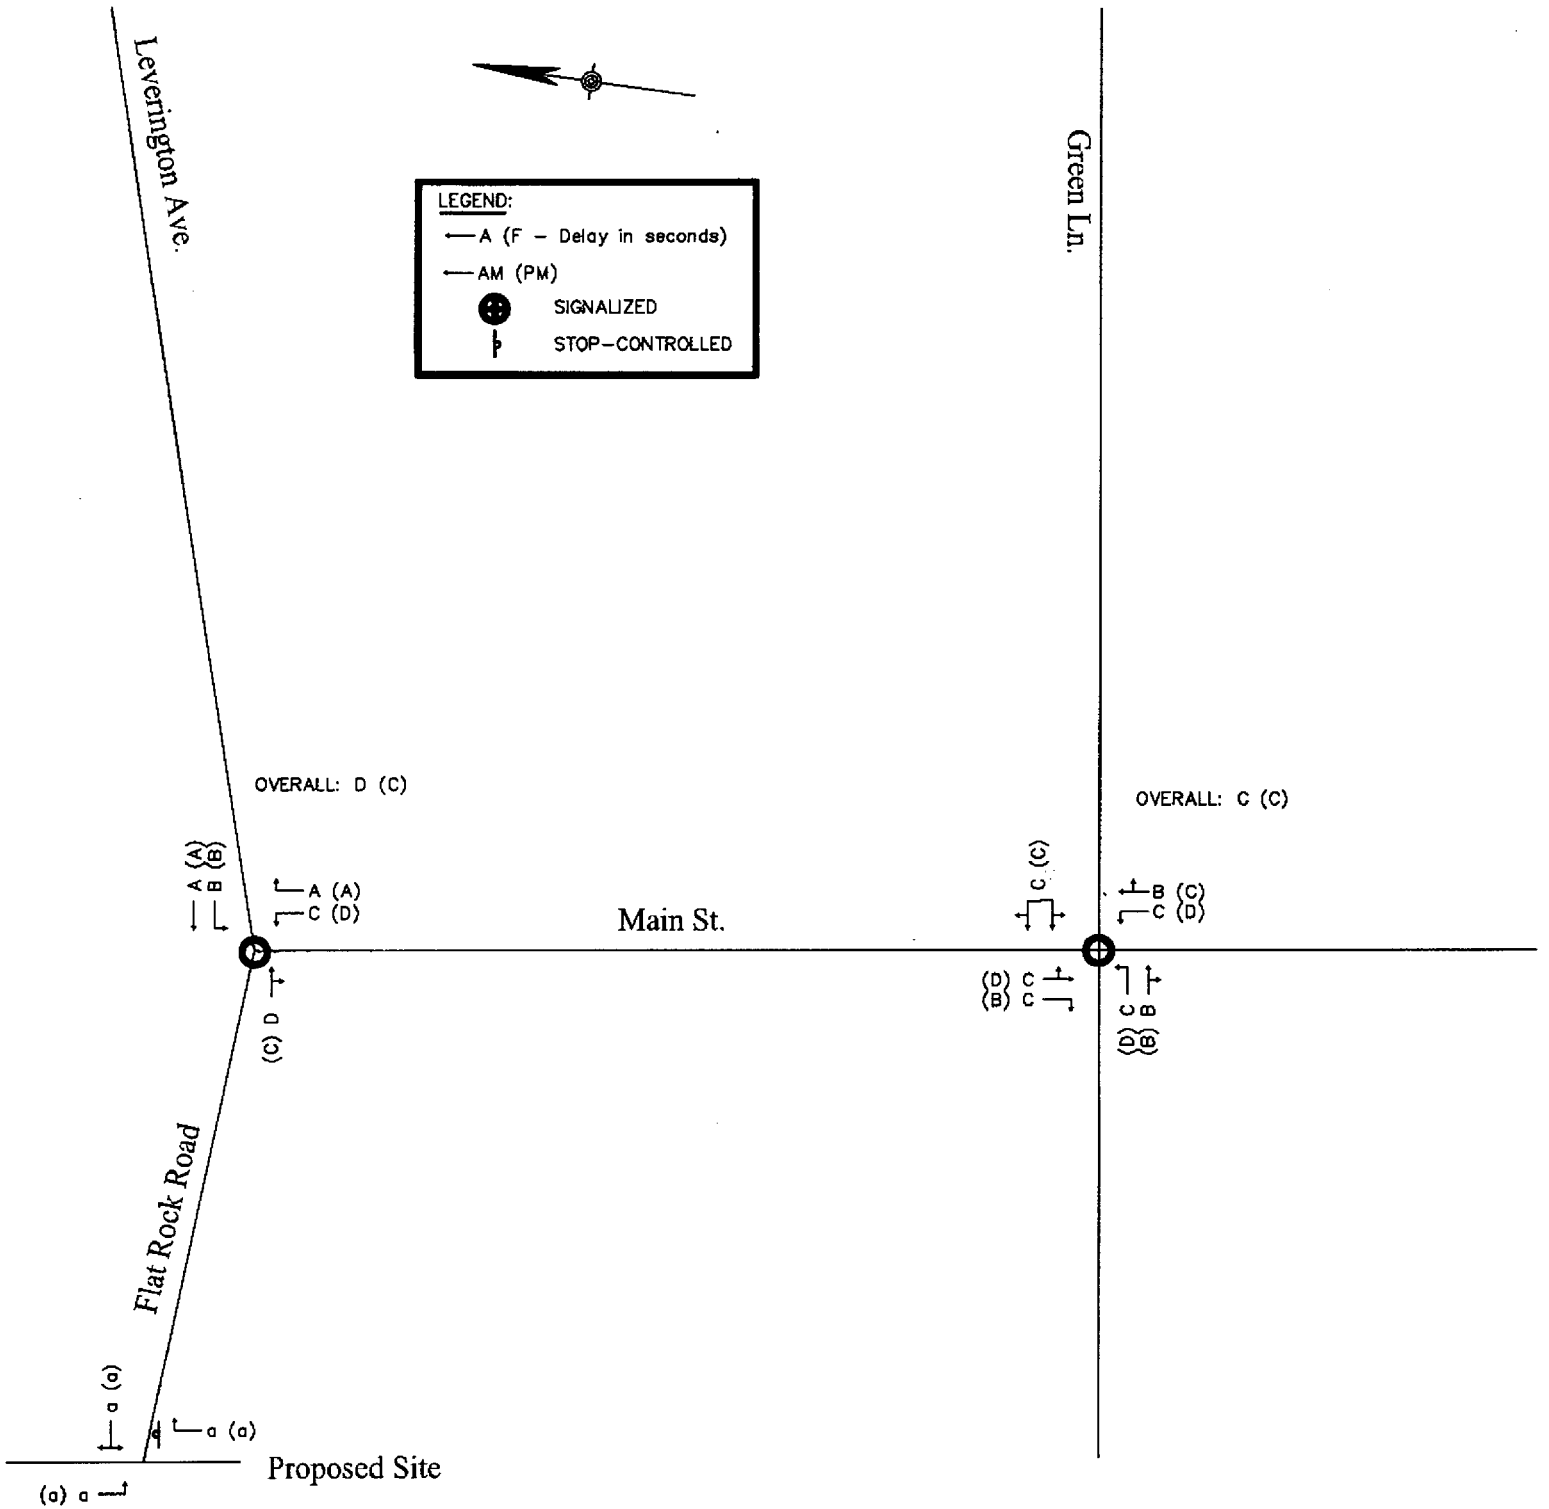 Leverington Ave.
Green Ln.
LEGEND:
A (F - Delay in seconds)
AM (PM)
SIGNALIZED
STOP-CONTROLLED
OVERALL: D (C)
OVERALL: C (C)
A (A)
B (B)
A (A)
C (D)
Main St.
C (C)
B (C)
C (D)
(C) D
(D) C
(B) C
(D) C
(B) B
Flat Rock Road
a (a)
a (a)
Proposed Site
(a) a